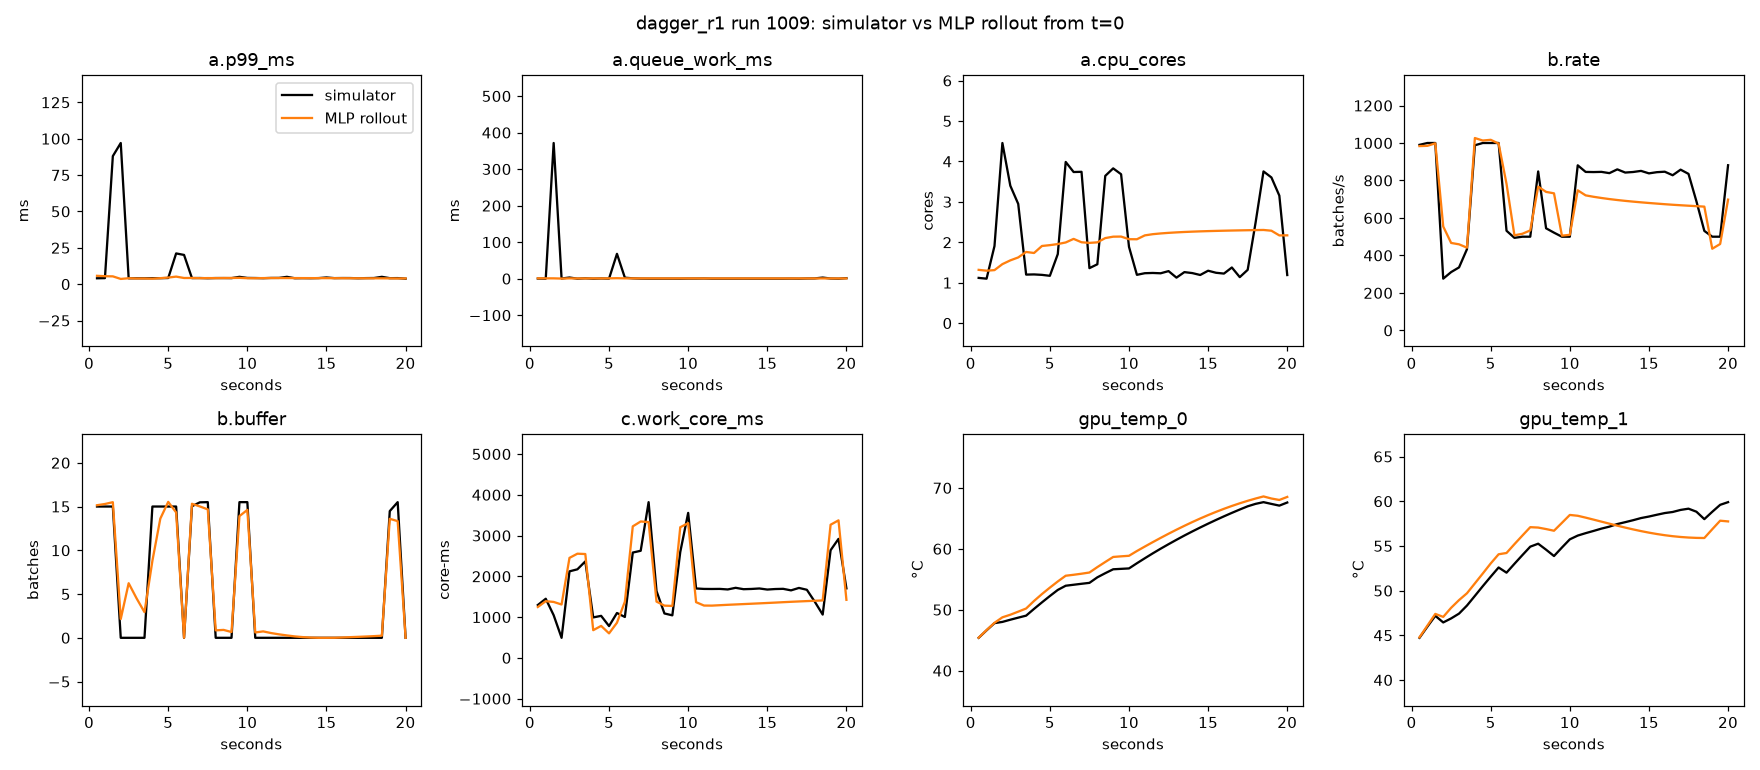 dagger_r1 run 1009: simulator vs MLP rollout from t=0
a.p99_ms
125
100
75
50
25
0
−25
ms
simulator
MLP rollout
0 5 10 15 20
seconds
a.queue_work_ms
500
400
300
200
100
0
−100
ms
0 5 10 15 20
seconds
a.cpu_cores
6
5
4
3
2
1
0
cores
0 5 10 15 20
seconds
b.rate
1200
1000
800
600
400
200
0
batches/s
0 5 10 15 20
seconds
b.buffer
20
15
10
5
0
−5
batches
0 5 10 15 20
seconds
c.work_core_ms
5000
4000
3000
2000
1000
0
−1000
core-ms
0 5 10 15 20
seconds
gpu_temp_0
70
60
50
40
°C
0 5 10 15 20
seconds
gpu_temp_1
65
60
55
50
45
40
°C
0 5 10 15 20
seconds